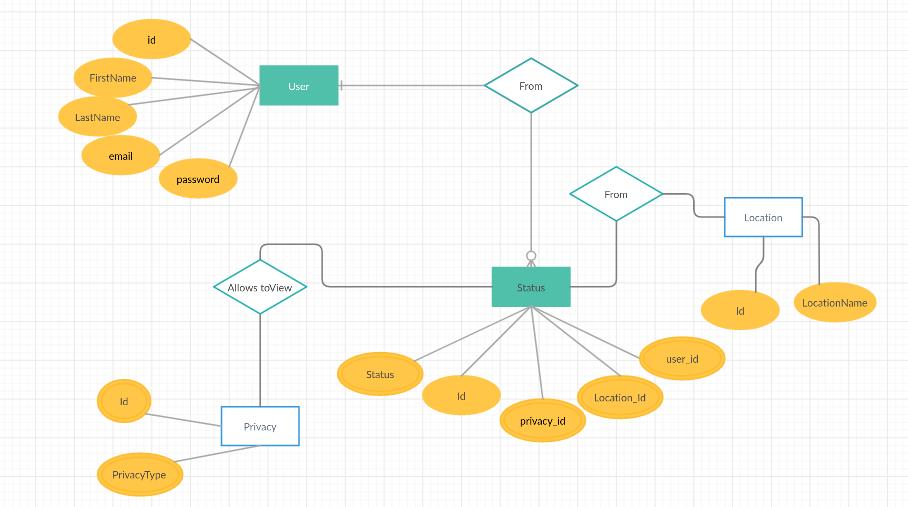 id
FirstName
User
From
LastName
email
password
From
Location
Allows toView
Status
Id
LocationName
user_id
Status
Id
Location_Id
privacy_id
Id
Privacy
PrivacyType